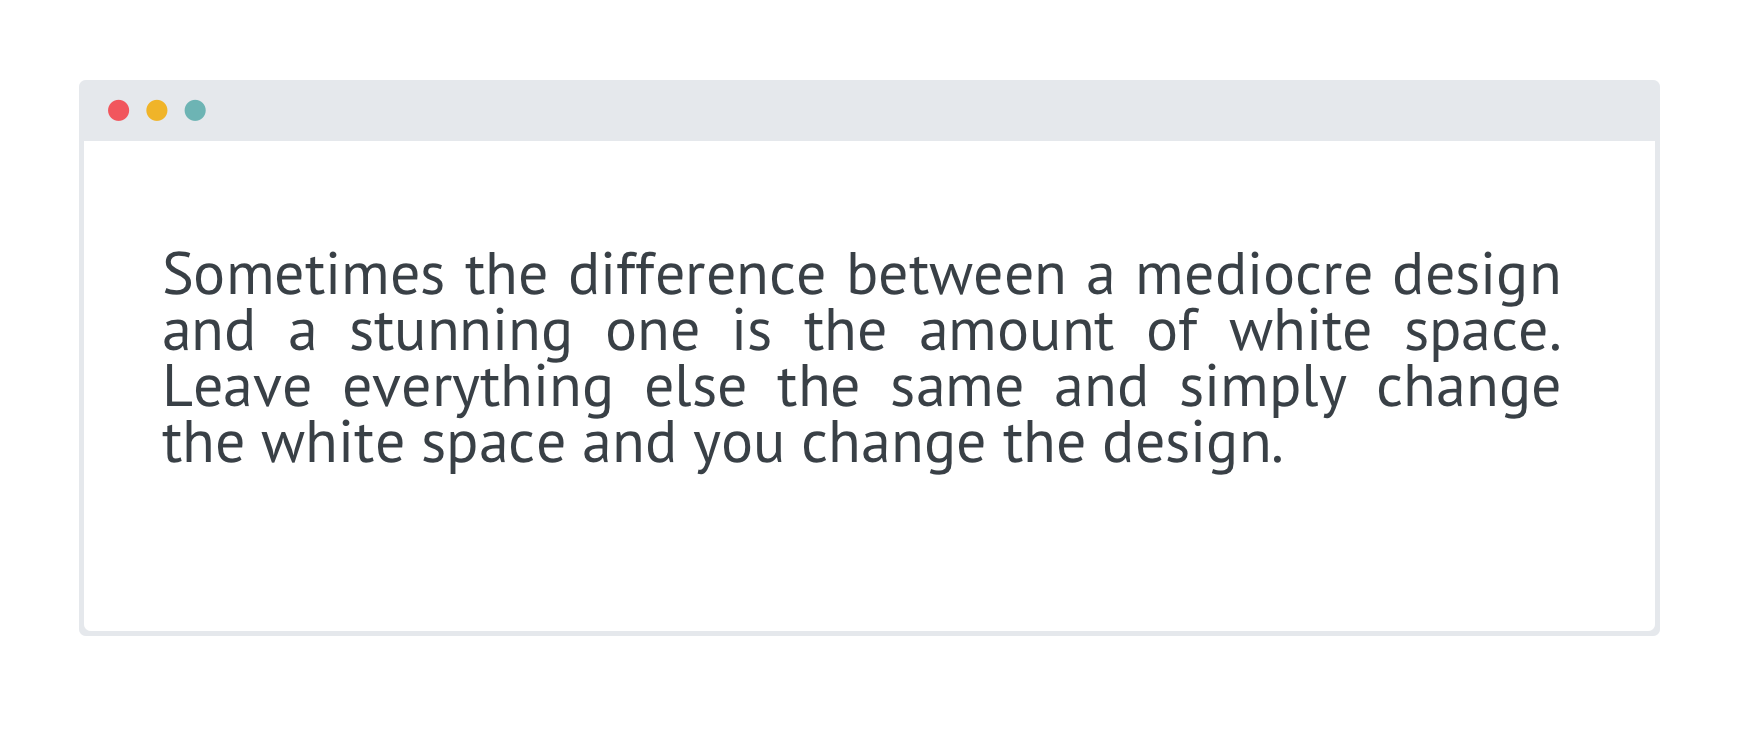 Sometimes the difference between a mediocre design
and a stunning one is the amount of white space.
Leave everything else the same and simply change
the white space and you change the design.